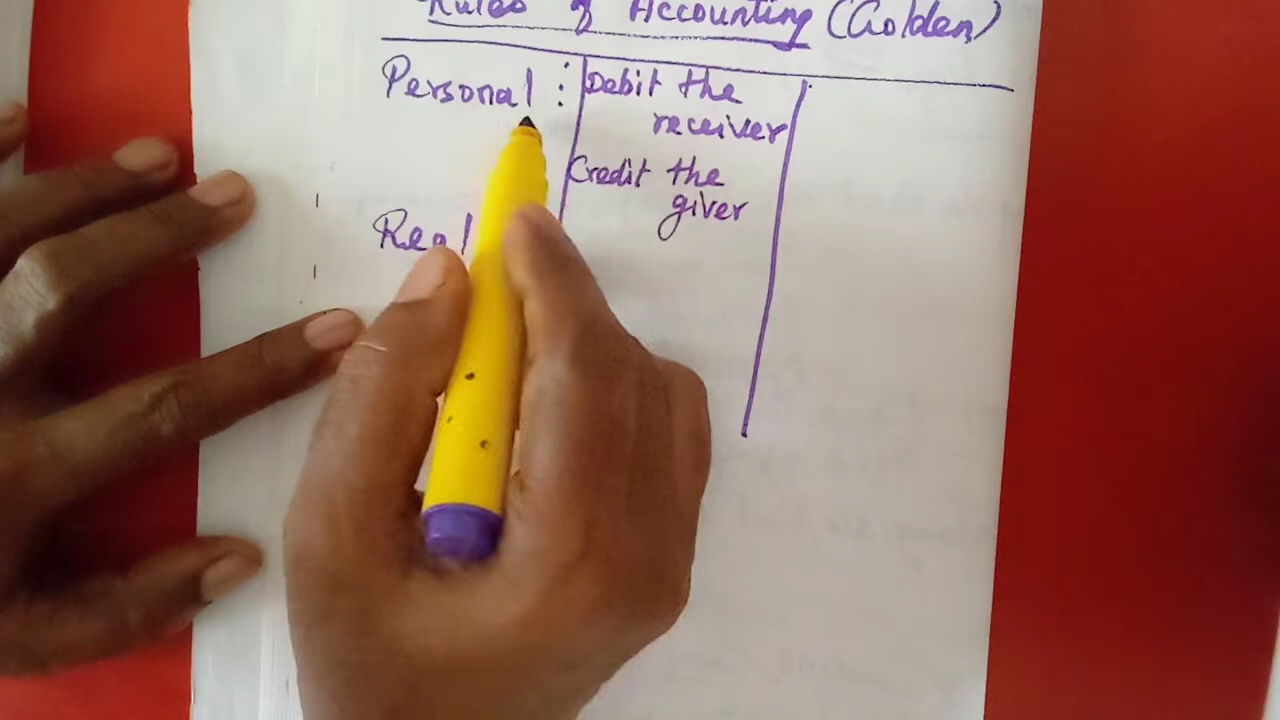 Rules of Accounting (Golden)
Personal : Debit the
receiver
Credit the
giver
Real